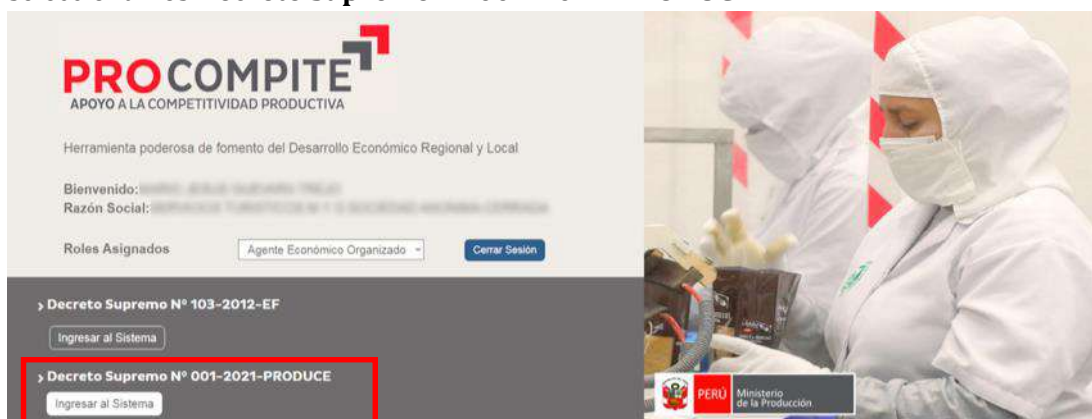 PROCOMPITE
APOYO A LA COMPETITIVIDAD PRODUCTIVA
Herramienta poderosa de fomento del Desarrollo Económico Regional y Local
Bienvenido:
Razón Social:
Roles Asignados
Agente Económico Organizado
Cerrar Sesión
› Decreto Supremo Nº 103-2012-EF
Ingresar al Sistema
› Decreto Supremo Nº 001-2021-PRODUCE
Ingresar al Sistema
PERÚ
Ministerio
de la Producción